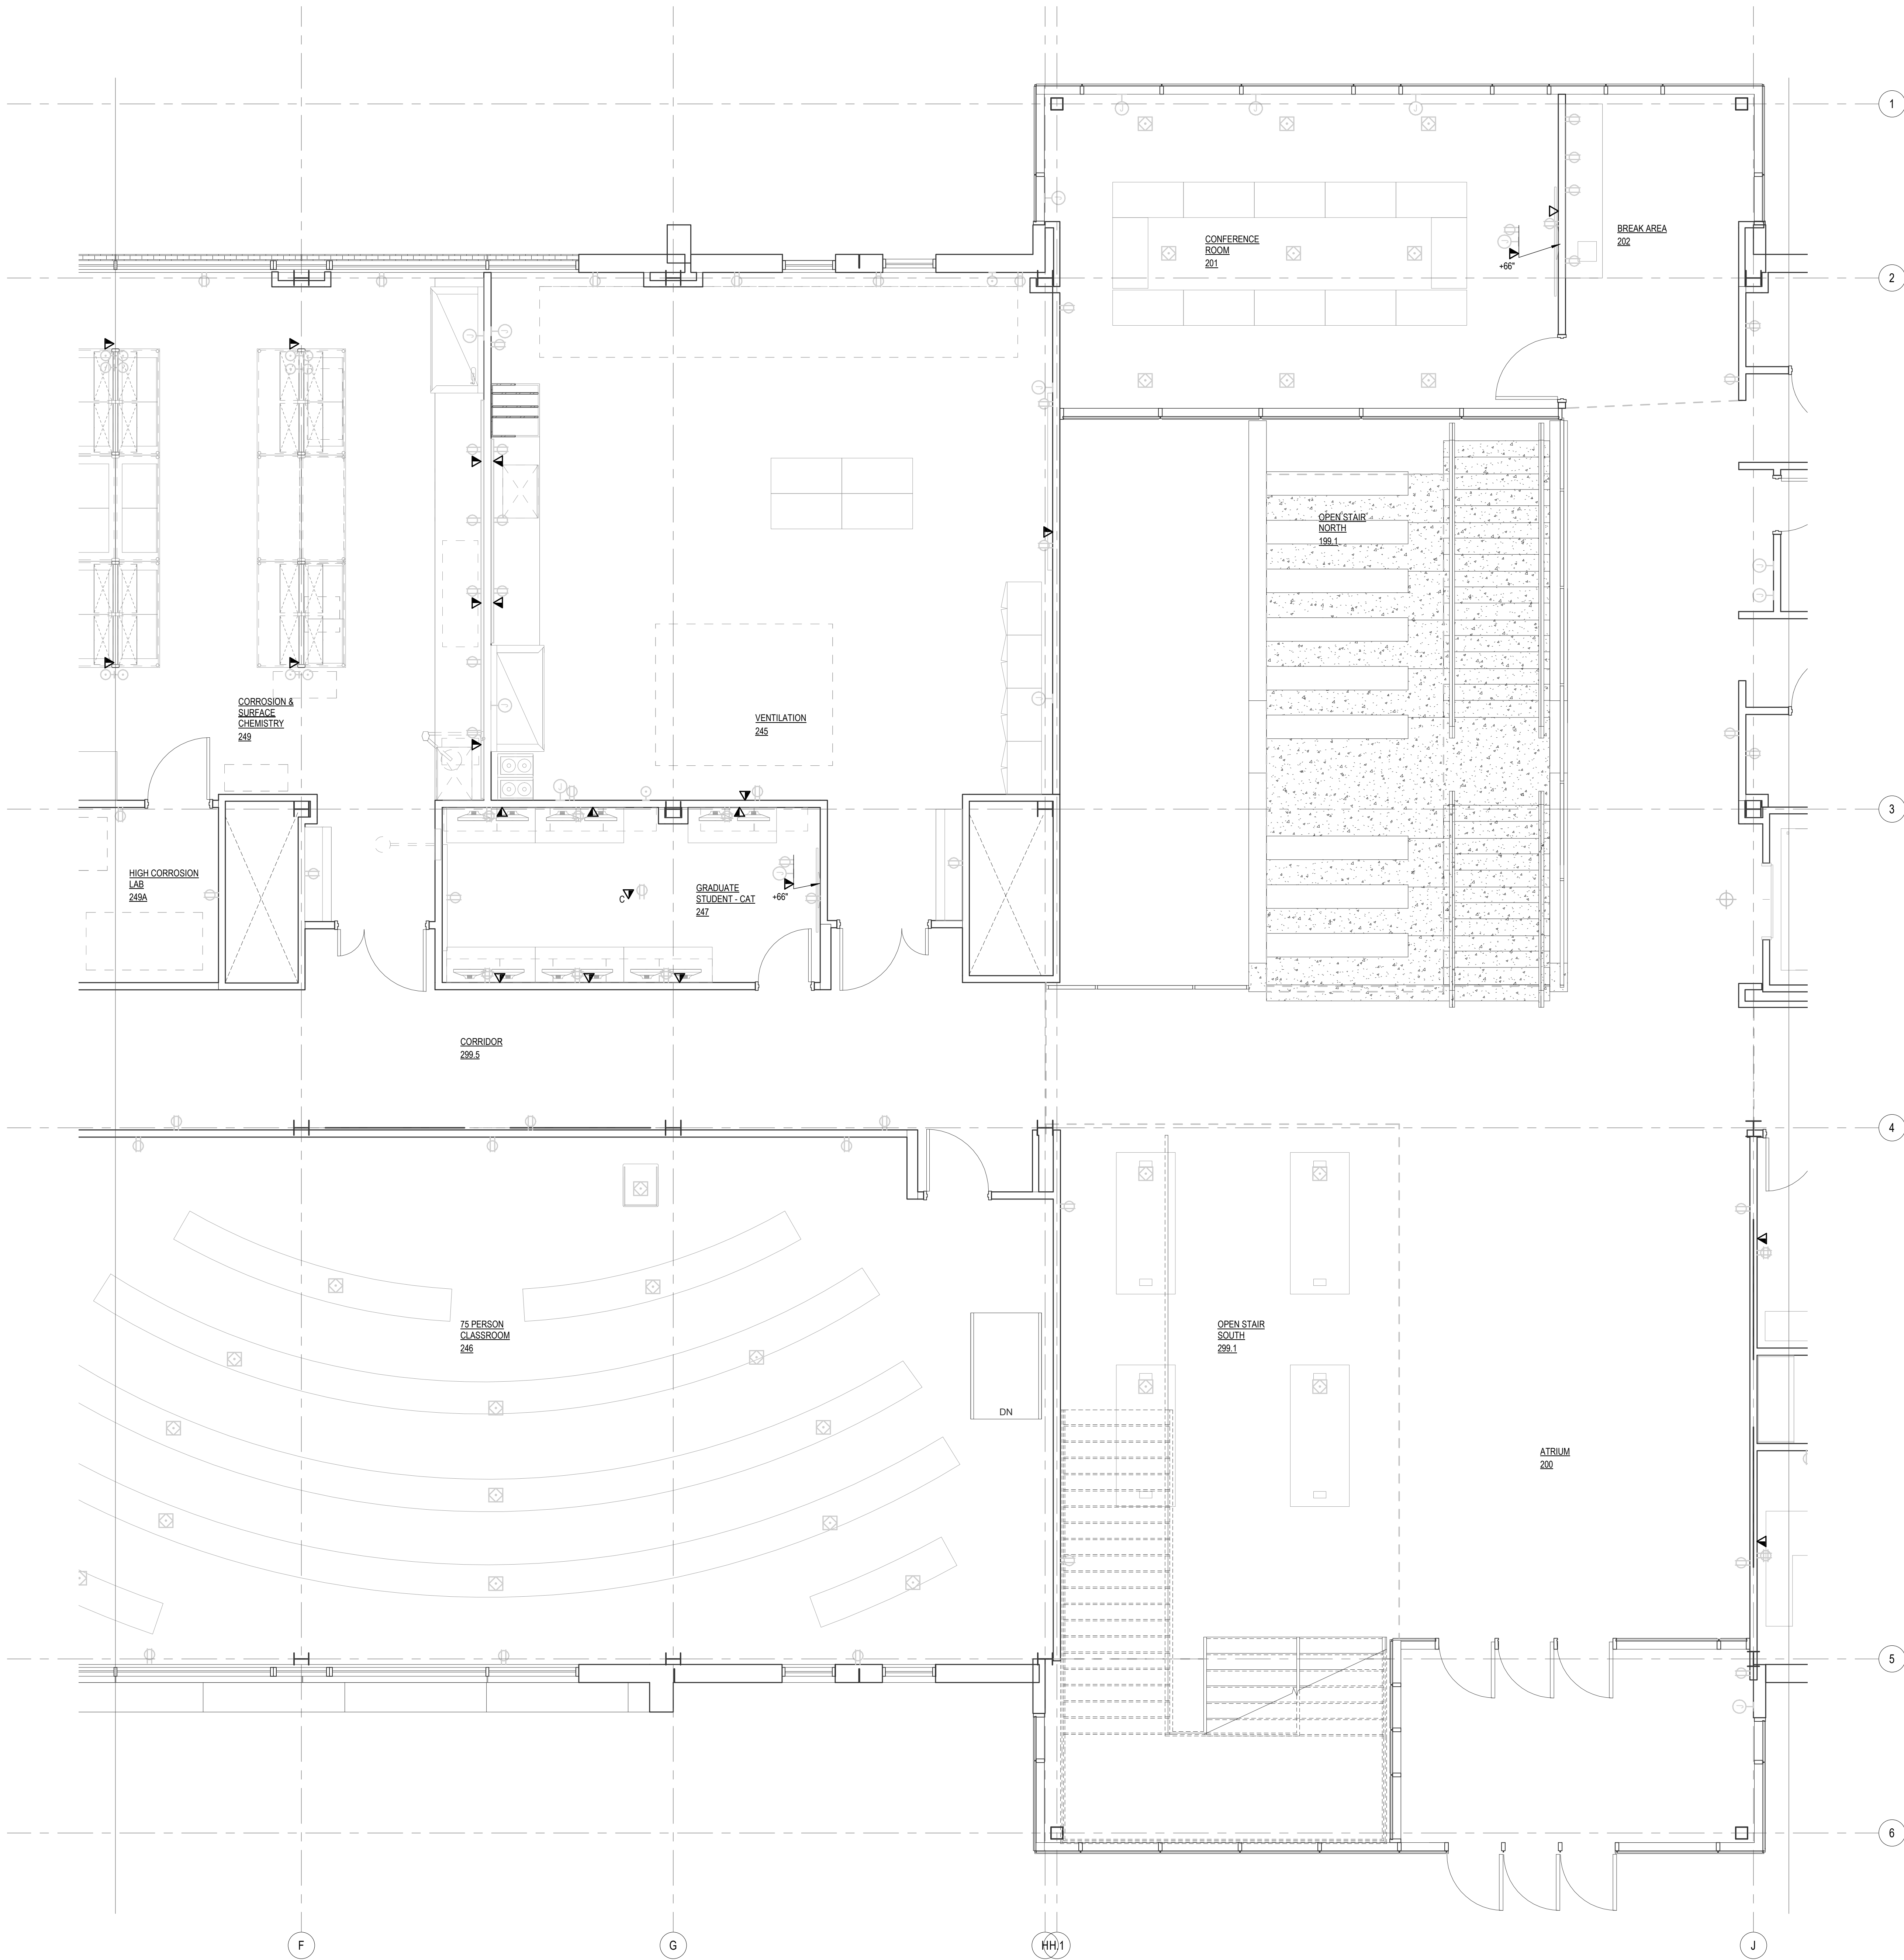 1
CONFERENCE
ROOM
201
BREAK AREA
202
+66"
2
OPEN STAIR
NORTH
199.1
CORROSION &
SURFACE
CHEMISTRY
249
VENTILATION
245
3
HIGH CORROSION
LAB
249A
C
GRADUATE
STUDENT - CAT
247
+66"
CORRIDOR
299.5
4
75 PERSON
CLASSROOM
246
OPEN STAIR
SOUTH
299.1
DN
ATRIUM
200
5
6
F
G
H
H.1
J